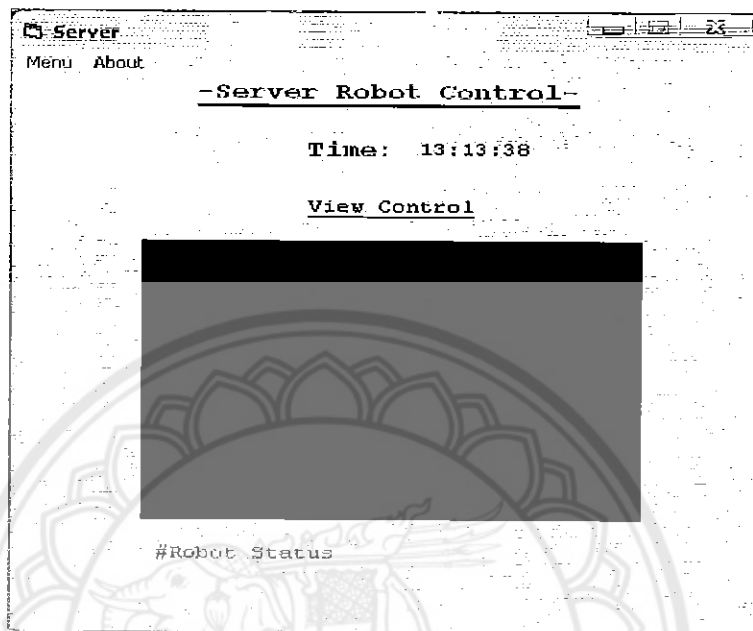 Server
Menu About
-Server Robot Control-
Time: 13:13:38
View Control
#Robot Status